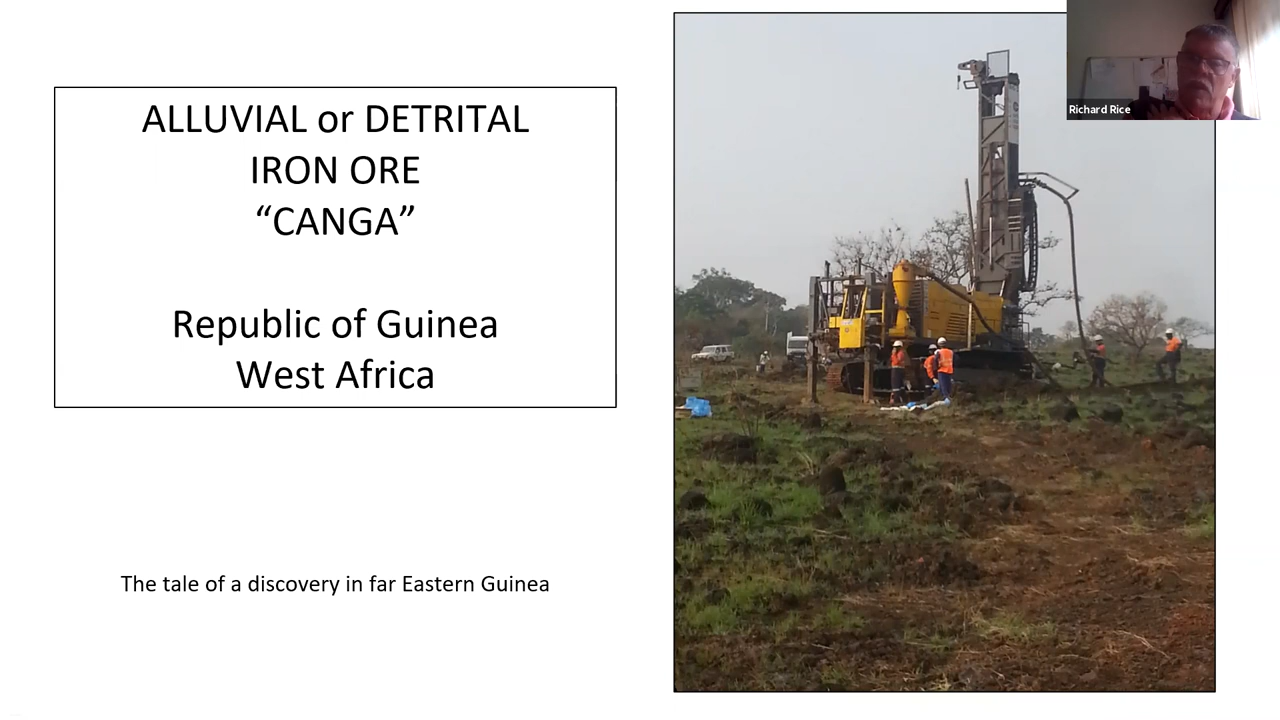 ALLUVIAL or DETRITAL
IRON ORE
“CANGA”
Republic of Guinea
West Africa
The tale of a discovery in far Eastern Guinea
Richard Rice